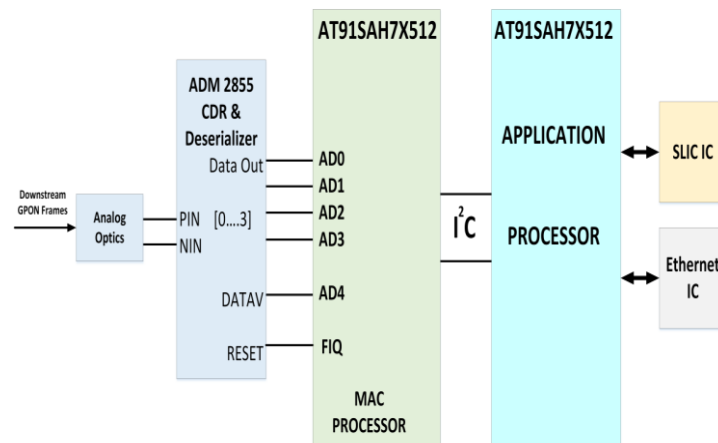 Downstream
GPON Frames
Analog
Optics
ADM 2855
CDR &
Deserializer
Data Out
PIN [0....3]
NIN
DATAV
RESET
AT91SAH7X512
AD0
AD1
AD2
AD3
AD4
FIQ
MAC
PROCESSOR
I²C
AT91SAH7X512
APPLICATION
PROCESSOR
SLIC IC
Ethernet
IC